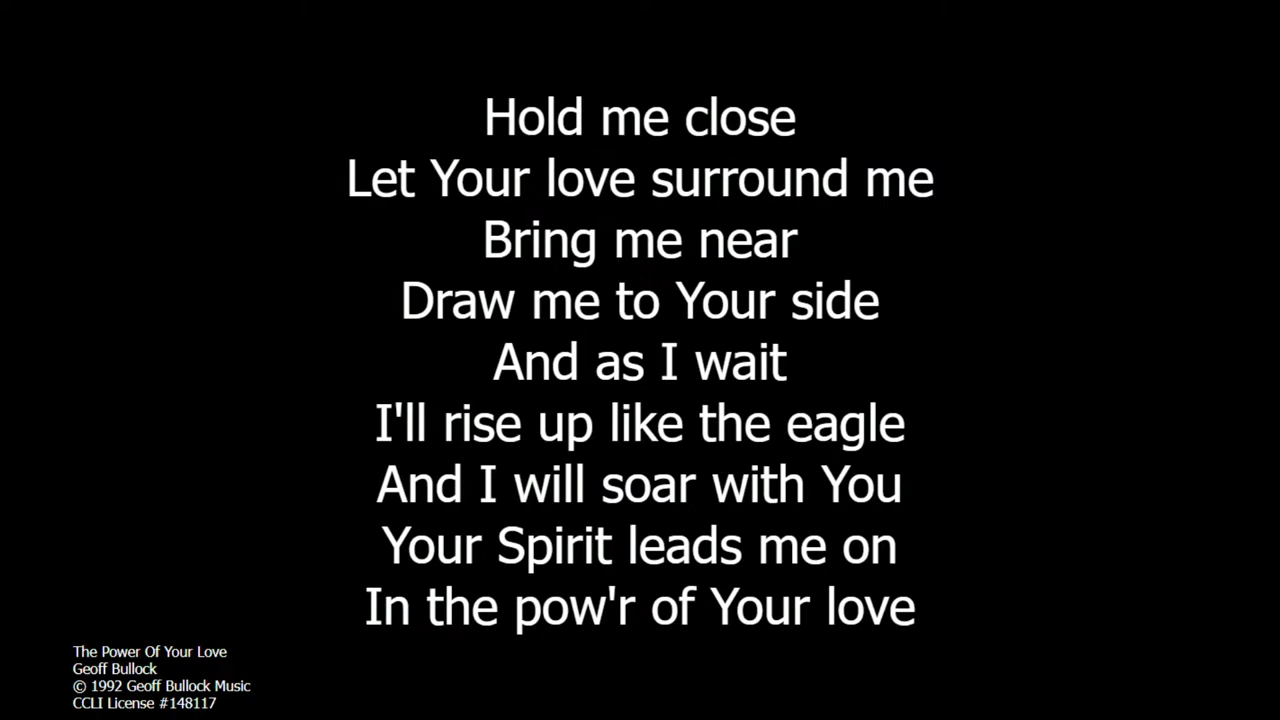 Hold me close
Let Your love surround me
Bring me near
Draw me to Your side
And as I wait
I'll rise up like the eagle
And I will soar with You
Your Spirit leads me on
In the pow'r of Your love
The Power Of Your Love
Geoff Bullock
© 1992 Geoff Bullock Music
CCLI License #148117